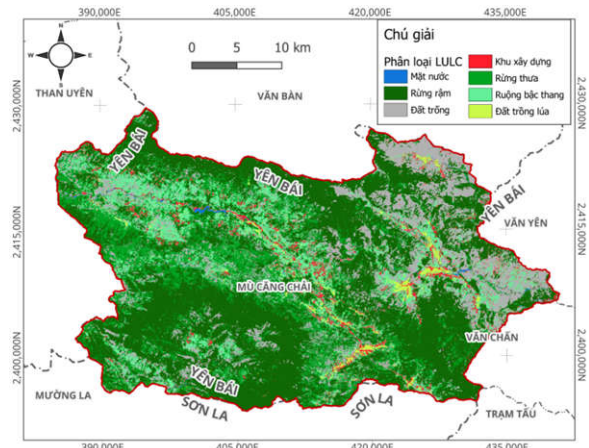 390,000E 405,000E 420,000E 435,000E
N
W E
S
0 5 10 km
Chú giải
Phân loại LULC
Mặt nước
Rừng rậm
Đất trống
Khu xây dựng
Rừng thưa
Ruộng bậc thang
Đất trồng lúa
THAN UYÊN
VĂN BÀN
2,430,000N
2,430,000N
YÊN BÁI
YÊN BÁI
YÊN BÁI
VĂN YÊN
2,415,000N
2,415,000N
MÙ CĂNG CHẢI
VĂN CHẤN
2,400,000N
2,400,000N
YÊN BÁI
MƯỜNG LA
SƠN LA
SƠN LA
TRẠM TẤU
390,000E 405,000E 420,000E 435,000E